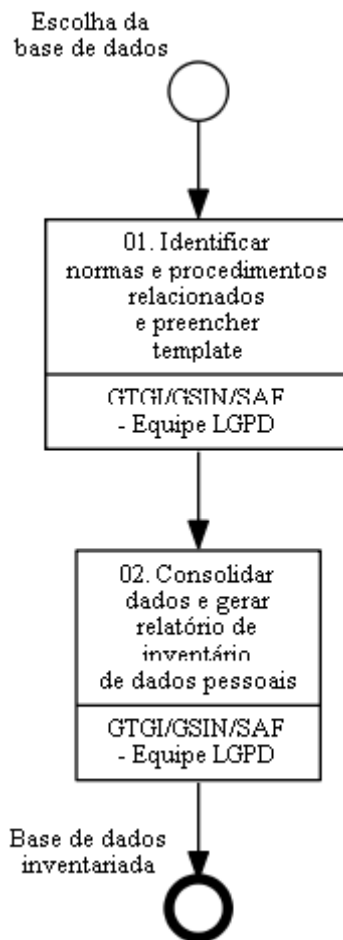 Escolha da
base de dados
01. Identificar
normas e procedimentos
relacionados
e preencher
template
GTGI/GSIN/SAF
- Equipe LGPD
02. Consolidar
dados e gerar
relatório de
inventário
de dados pessoais
GTGI/GSIN/SAF
- Equipe LGPD
Base de dados
inventariada